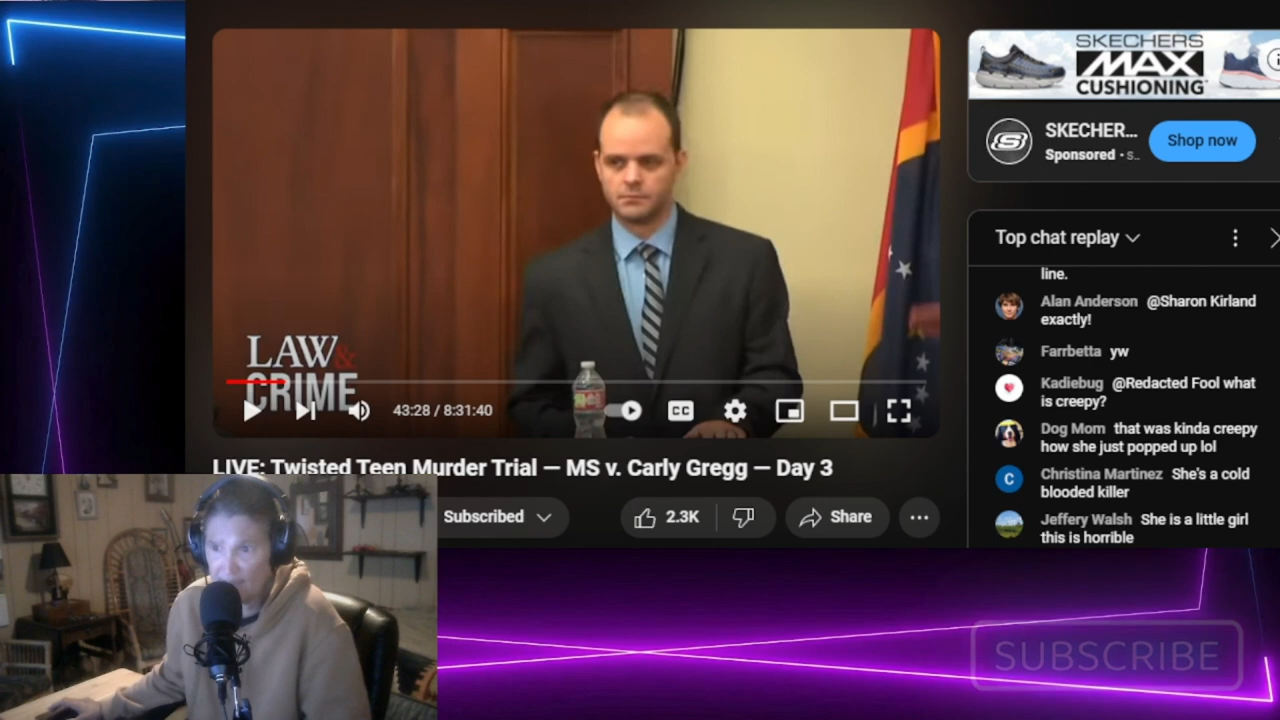 SKECHERS
MAX
CUSHIONING
SKECHER...
Sponsored • s...
Shop now
LAW &
CRIME
43:28 / 8:31:40
CC
LIVE: Twisted Teen Murder Trial — MS v. Carly Gregg — Day 3
Subscribed
2.3K
Share
Top chat replay
line.
Alan Anderson @Sharon Kirland
exactly!
Farrbetta yw
Kadiebug @Redacted Fool what
is creepy?
Dog Mom that was kinda creepy
how she just popped up lol
C
Christina Martinez She's a cold
blooded killer
Jeffery Walsh She is a little girl
this is horrible
SUBSCRIBE